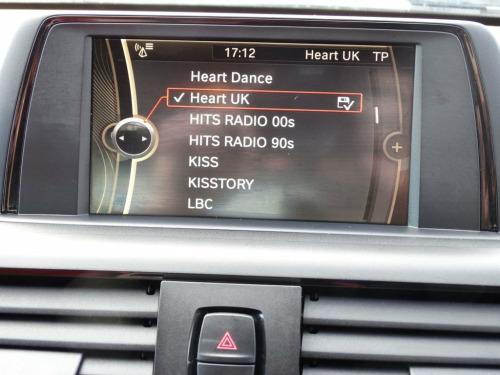 17:12 Heart UK TP
Heart Dance
Heart UK
HITS RADIO 00s
HITS RADIO 90s
KISS
KISSTORY
LBC